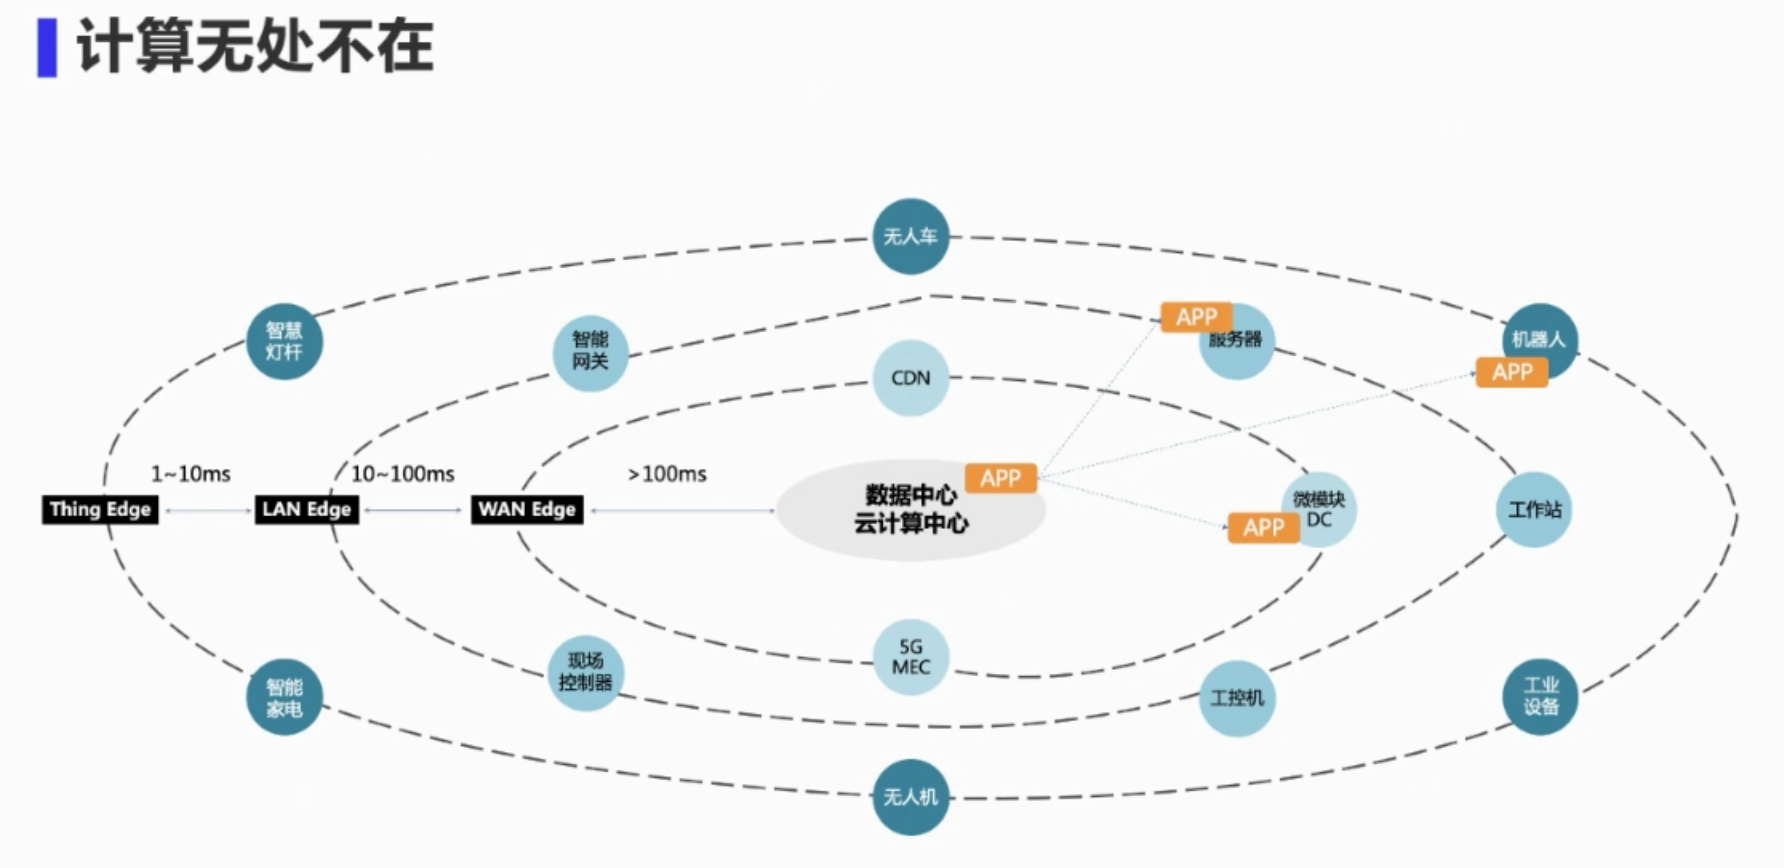 计算无处不在
无人车
智慧
灯杆
智能
网关
APP
服务器
机器人
APP
CDN
1~10ms
10~100ms
>100ms
APP
Thing Edge
LAN Edge
WAN Edge
数据中心
云计算中心
微模块
DC
APP
工作站
5G
MEC
现场
控制器
智能
家电
工控机
工业
设备
无人机